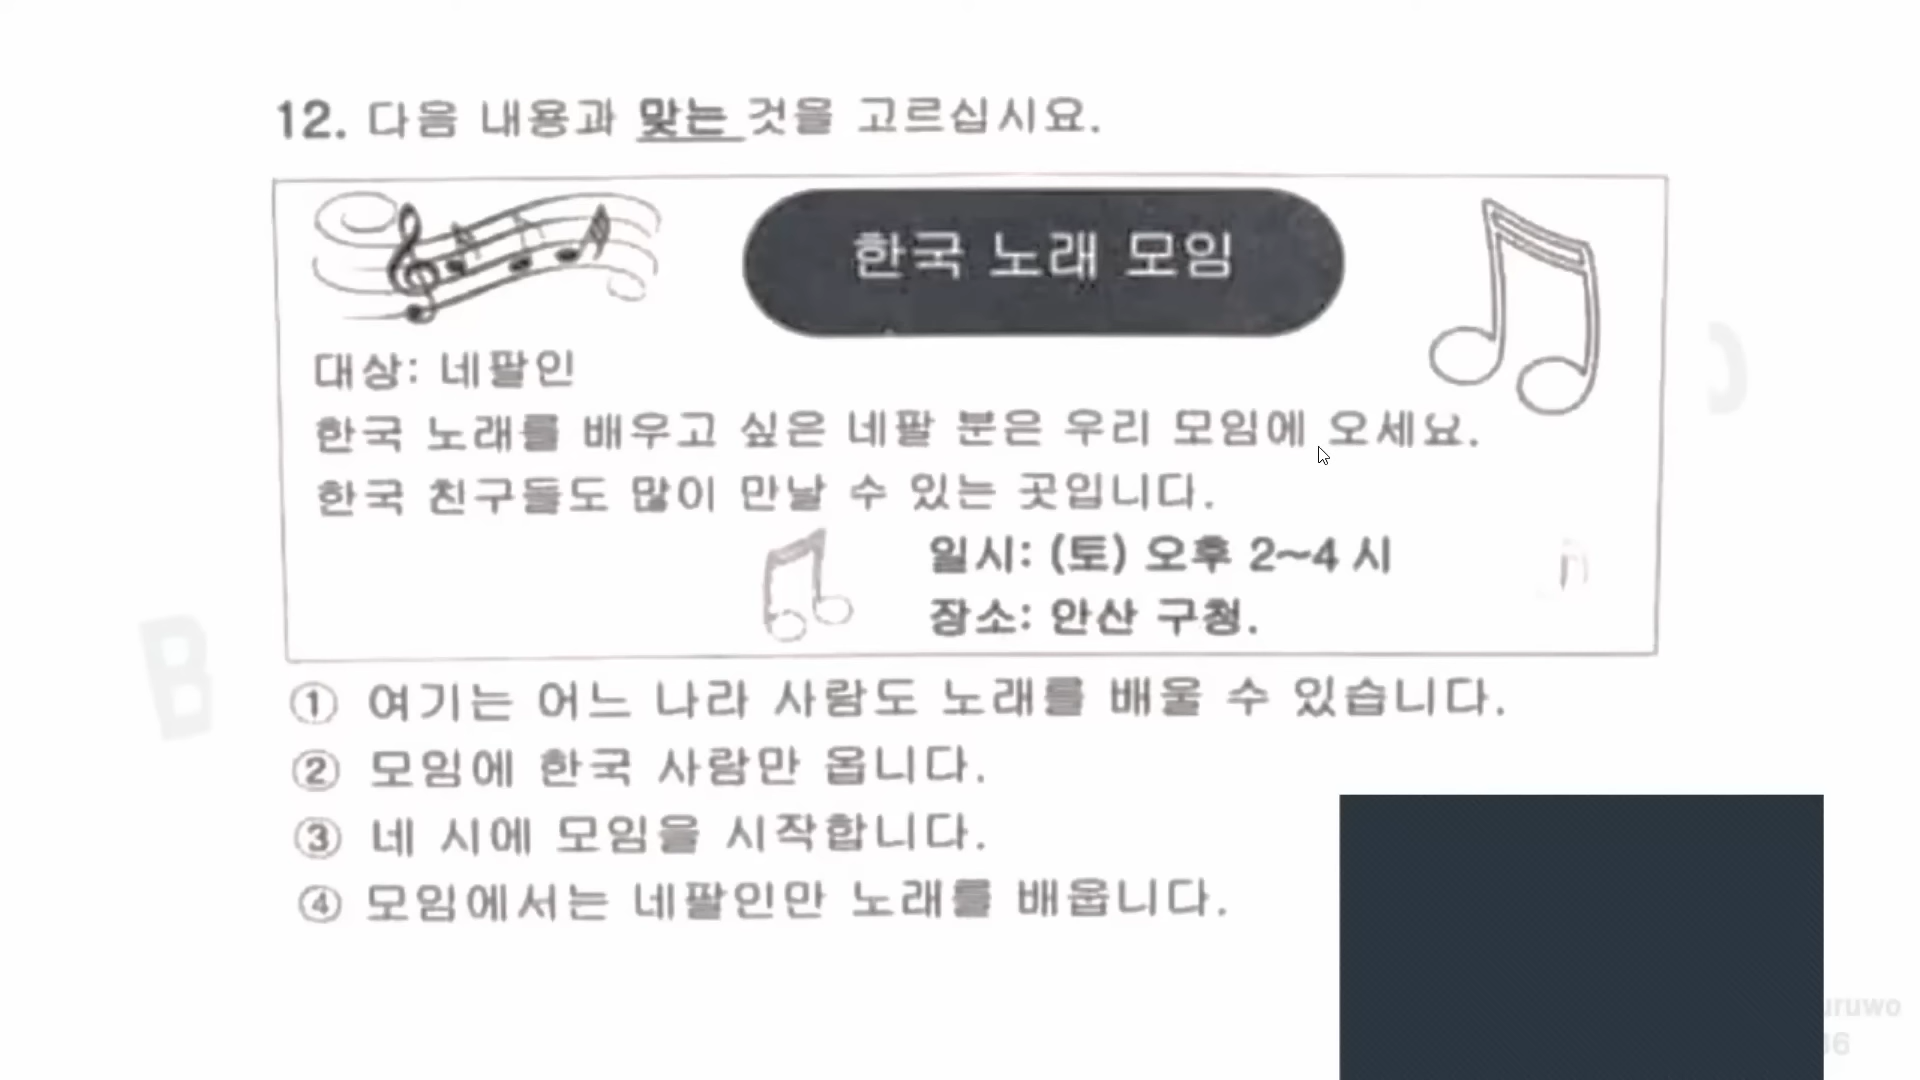 12. 다음 내용과 맞는 것을 고르십시요.
한국 노래 모임
대상: 네팔인
한국 노래를 배우고 싶은 네팔 분은 우리 모임에 오세요.
한국 친구들도 많이 만날 수 있는 곳입니다.
일시: (토) 오후 2~4 시
장소: 안산 구청.
① 여기는 어느 나라 사람도 노래를 배울 수 있습니다.
② 모임에 한국 사람만 옵니다.
③ 네 시에 모임을 시작합니다.
④ 모임에서는 네팔인만 노래를 배웁니다.
B